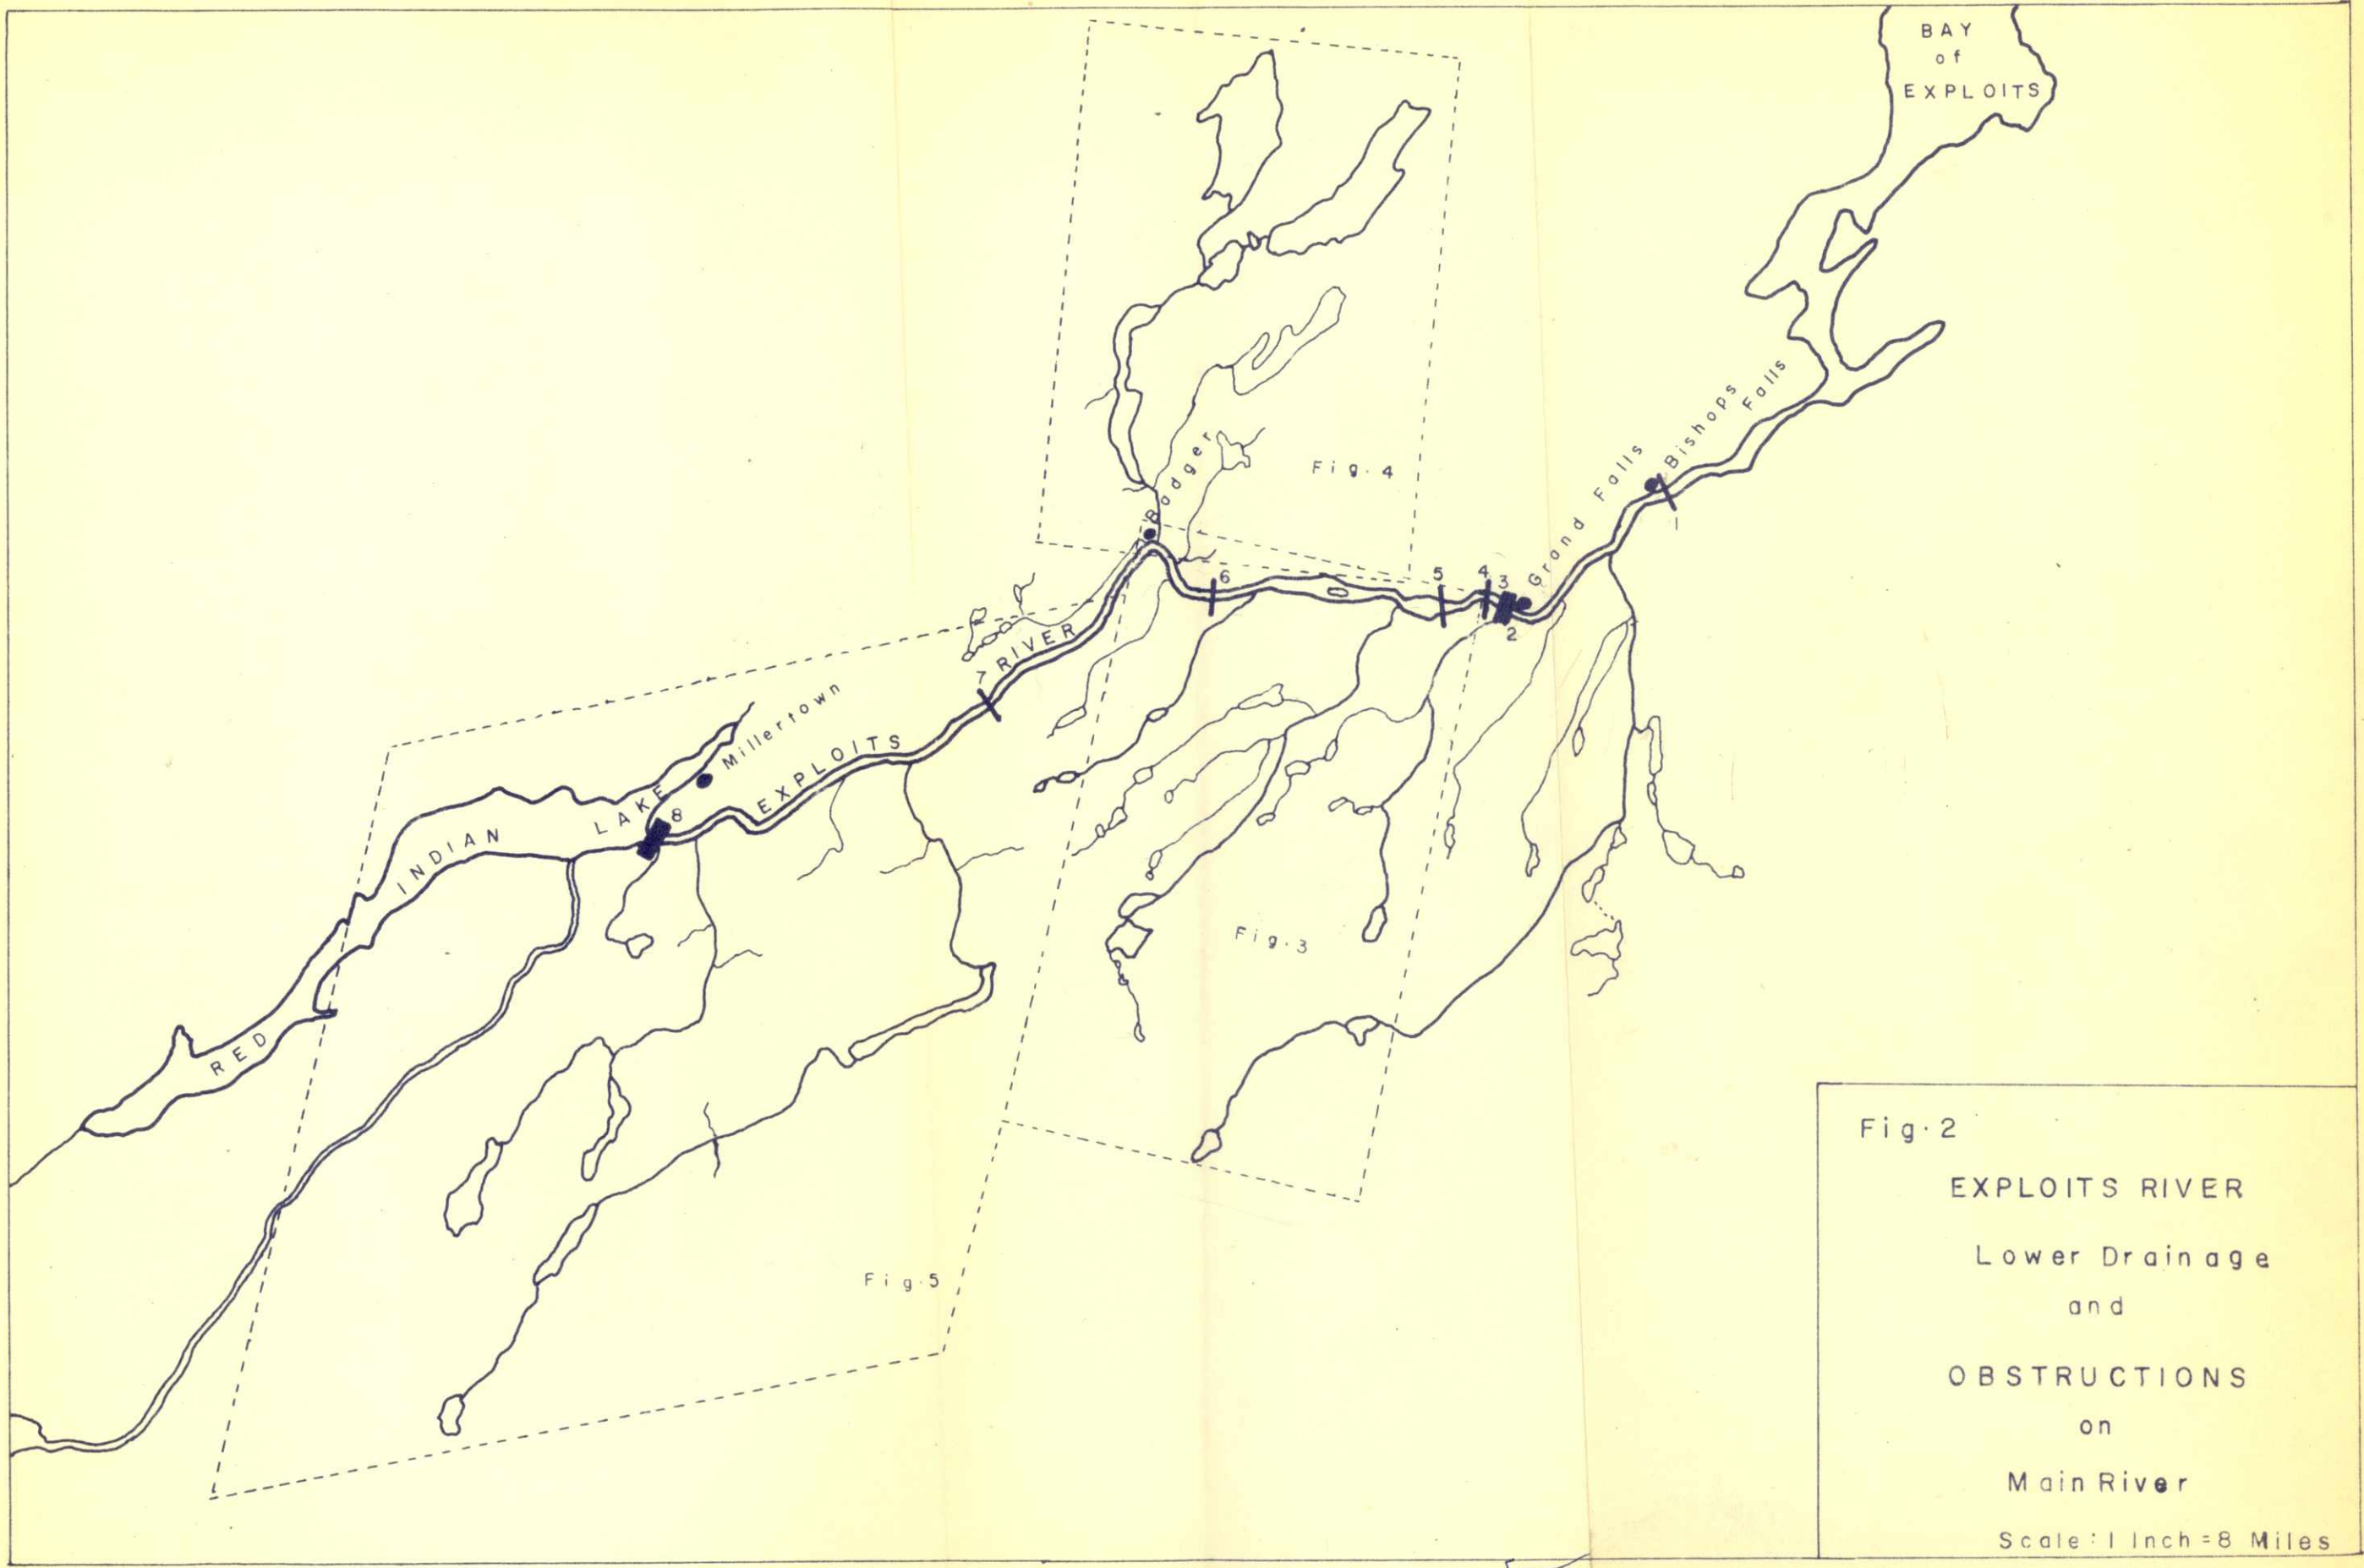 BAY
of
EXPLOITS
Bishops
Falls
Grand Falls
Badger
Fig. 4
1
2
3
4
5
6
7
8
RIVER
EXPLOITS
Millertown
LAKE
INDIAN
RED
Fig. 3
Fig. 5
Fig. 2
EXPLOITS RIVER
Lower Drainage
and
OBSTRUCTIONS
on
Main River
Scale: 1 Inch = 8 Miles